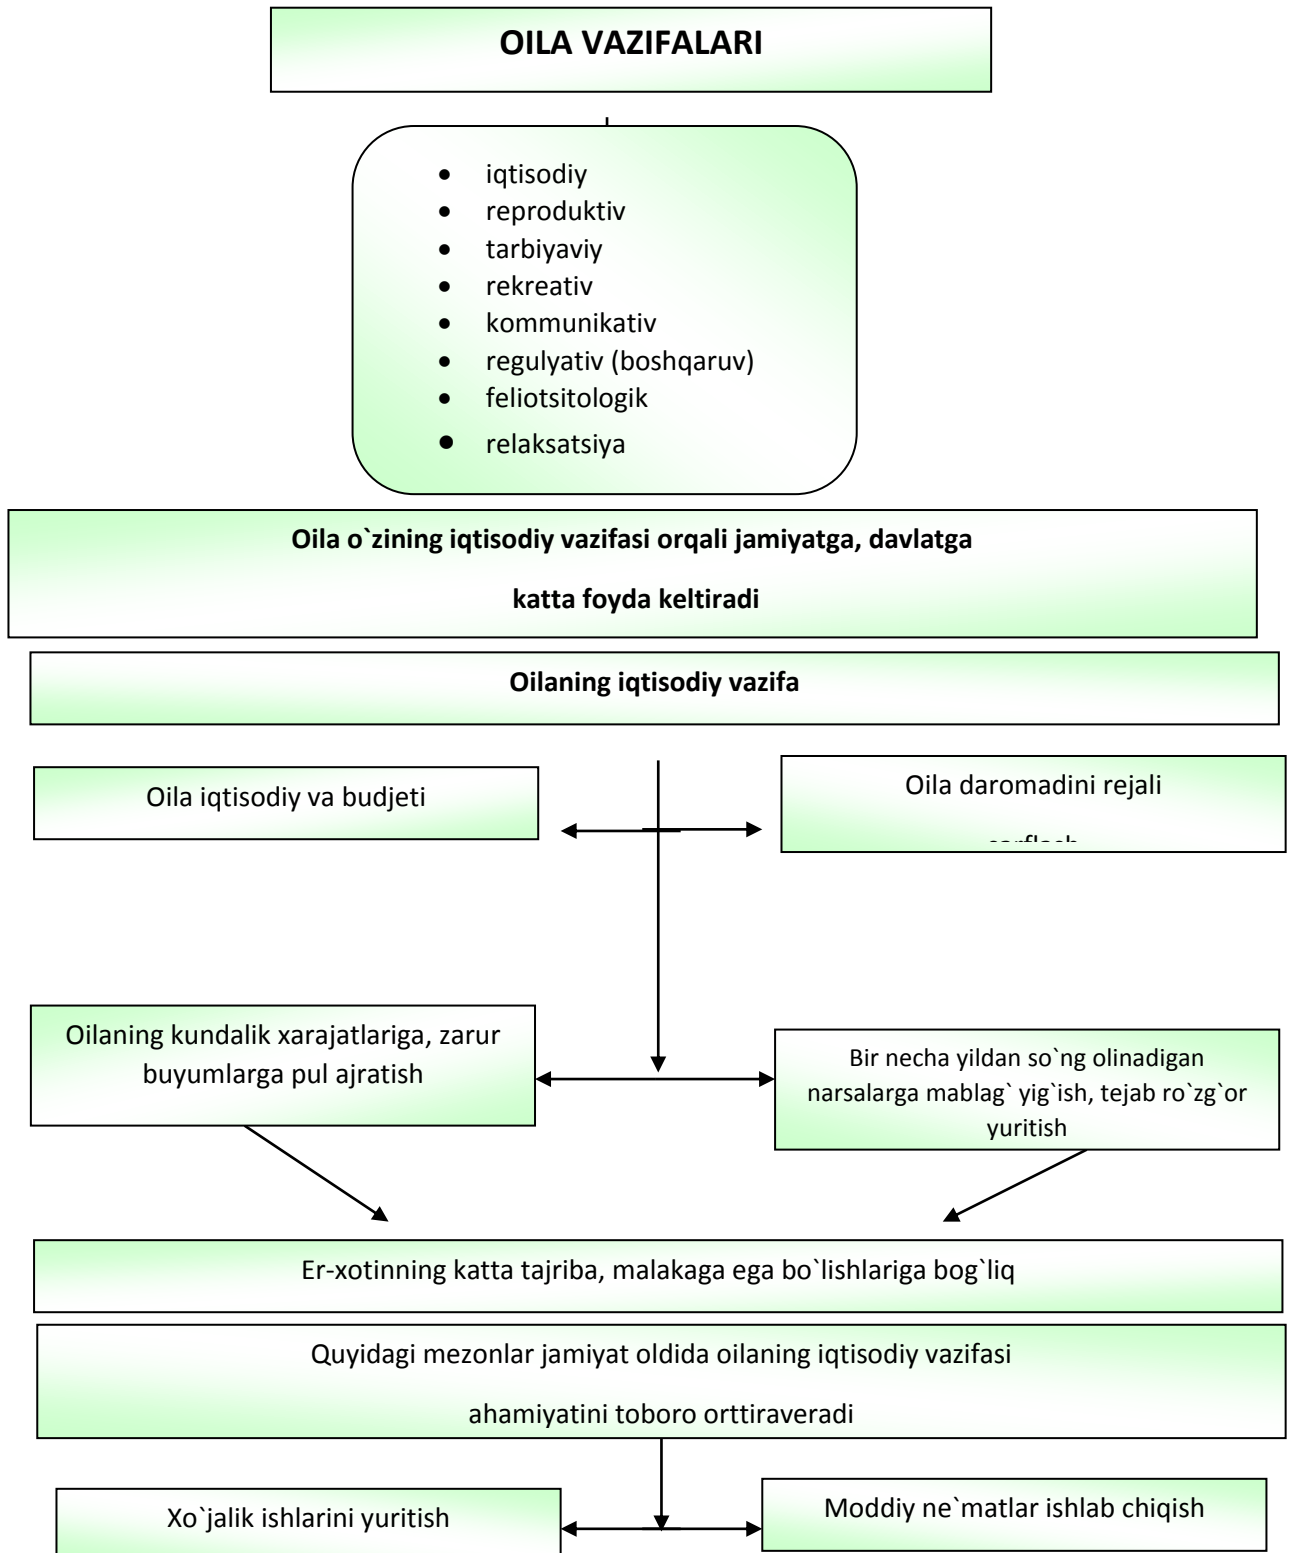 OILA VAZIFALARI
• iqtisodiy
• reproduktiv
• tarbiyaviy
• rekreativ
• kommunikativ
• regulyativ (boshqaruv)
• feliotsitologik
• relaksatsiya
Oila o`zining iqtisodiy vazifasi orqali jamiyatga, davlatga
katta foyda keltiradi
Oilaning iqtisodiy vazifa
Oila iqtisodiy va budjeti
Oila daromadini rejali
Oilaning kundalik xarajatlariga, zarur
buyumlarga pul ajratish
Bir necha yildan so`ng olinadigan
narsalarga mablag` yig`ish, tejab ro`zg`or
yuritish
Er-xotinning katta tajriba, malakaga ega bo`lishlariga bog`liq
Quyidagi mezonlar jamiyat oldida oilaning iqtisodiy vazifasi
ahamiyatini toboro orttiraveradi
Xo`jalik ishlarini yuritish
Moddiy ne`matlar ishlab chiqish